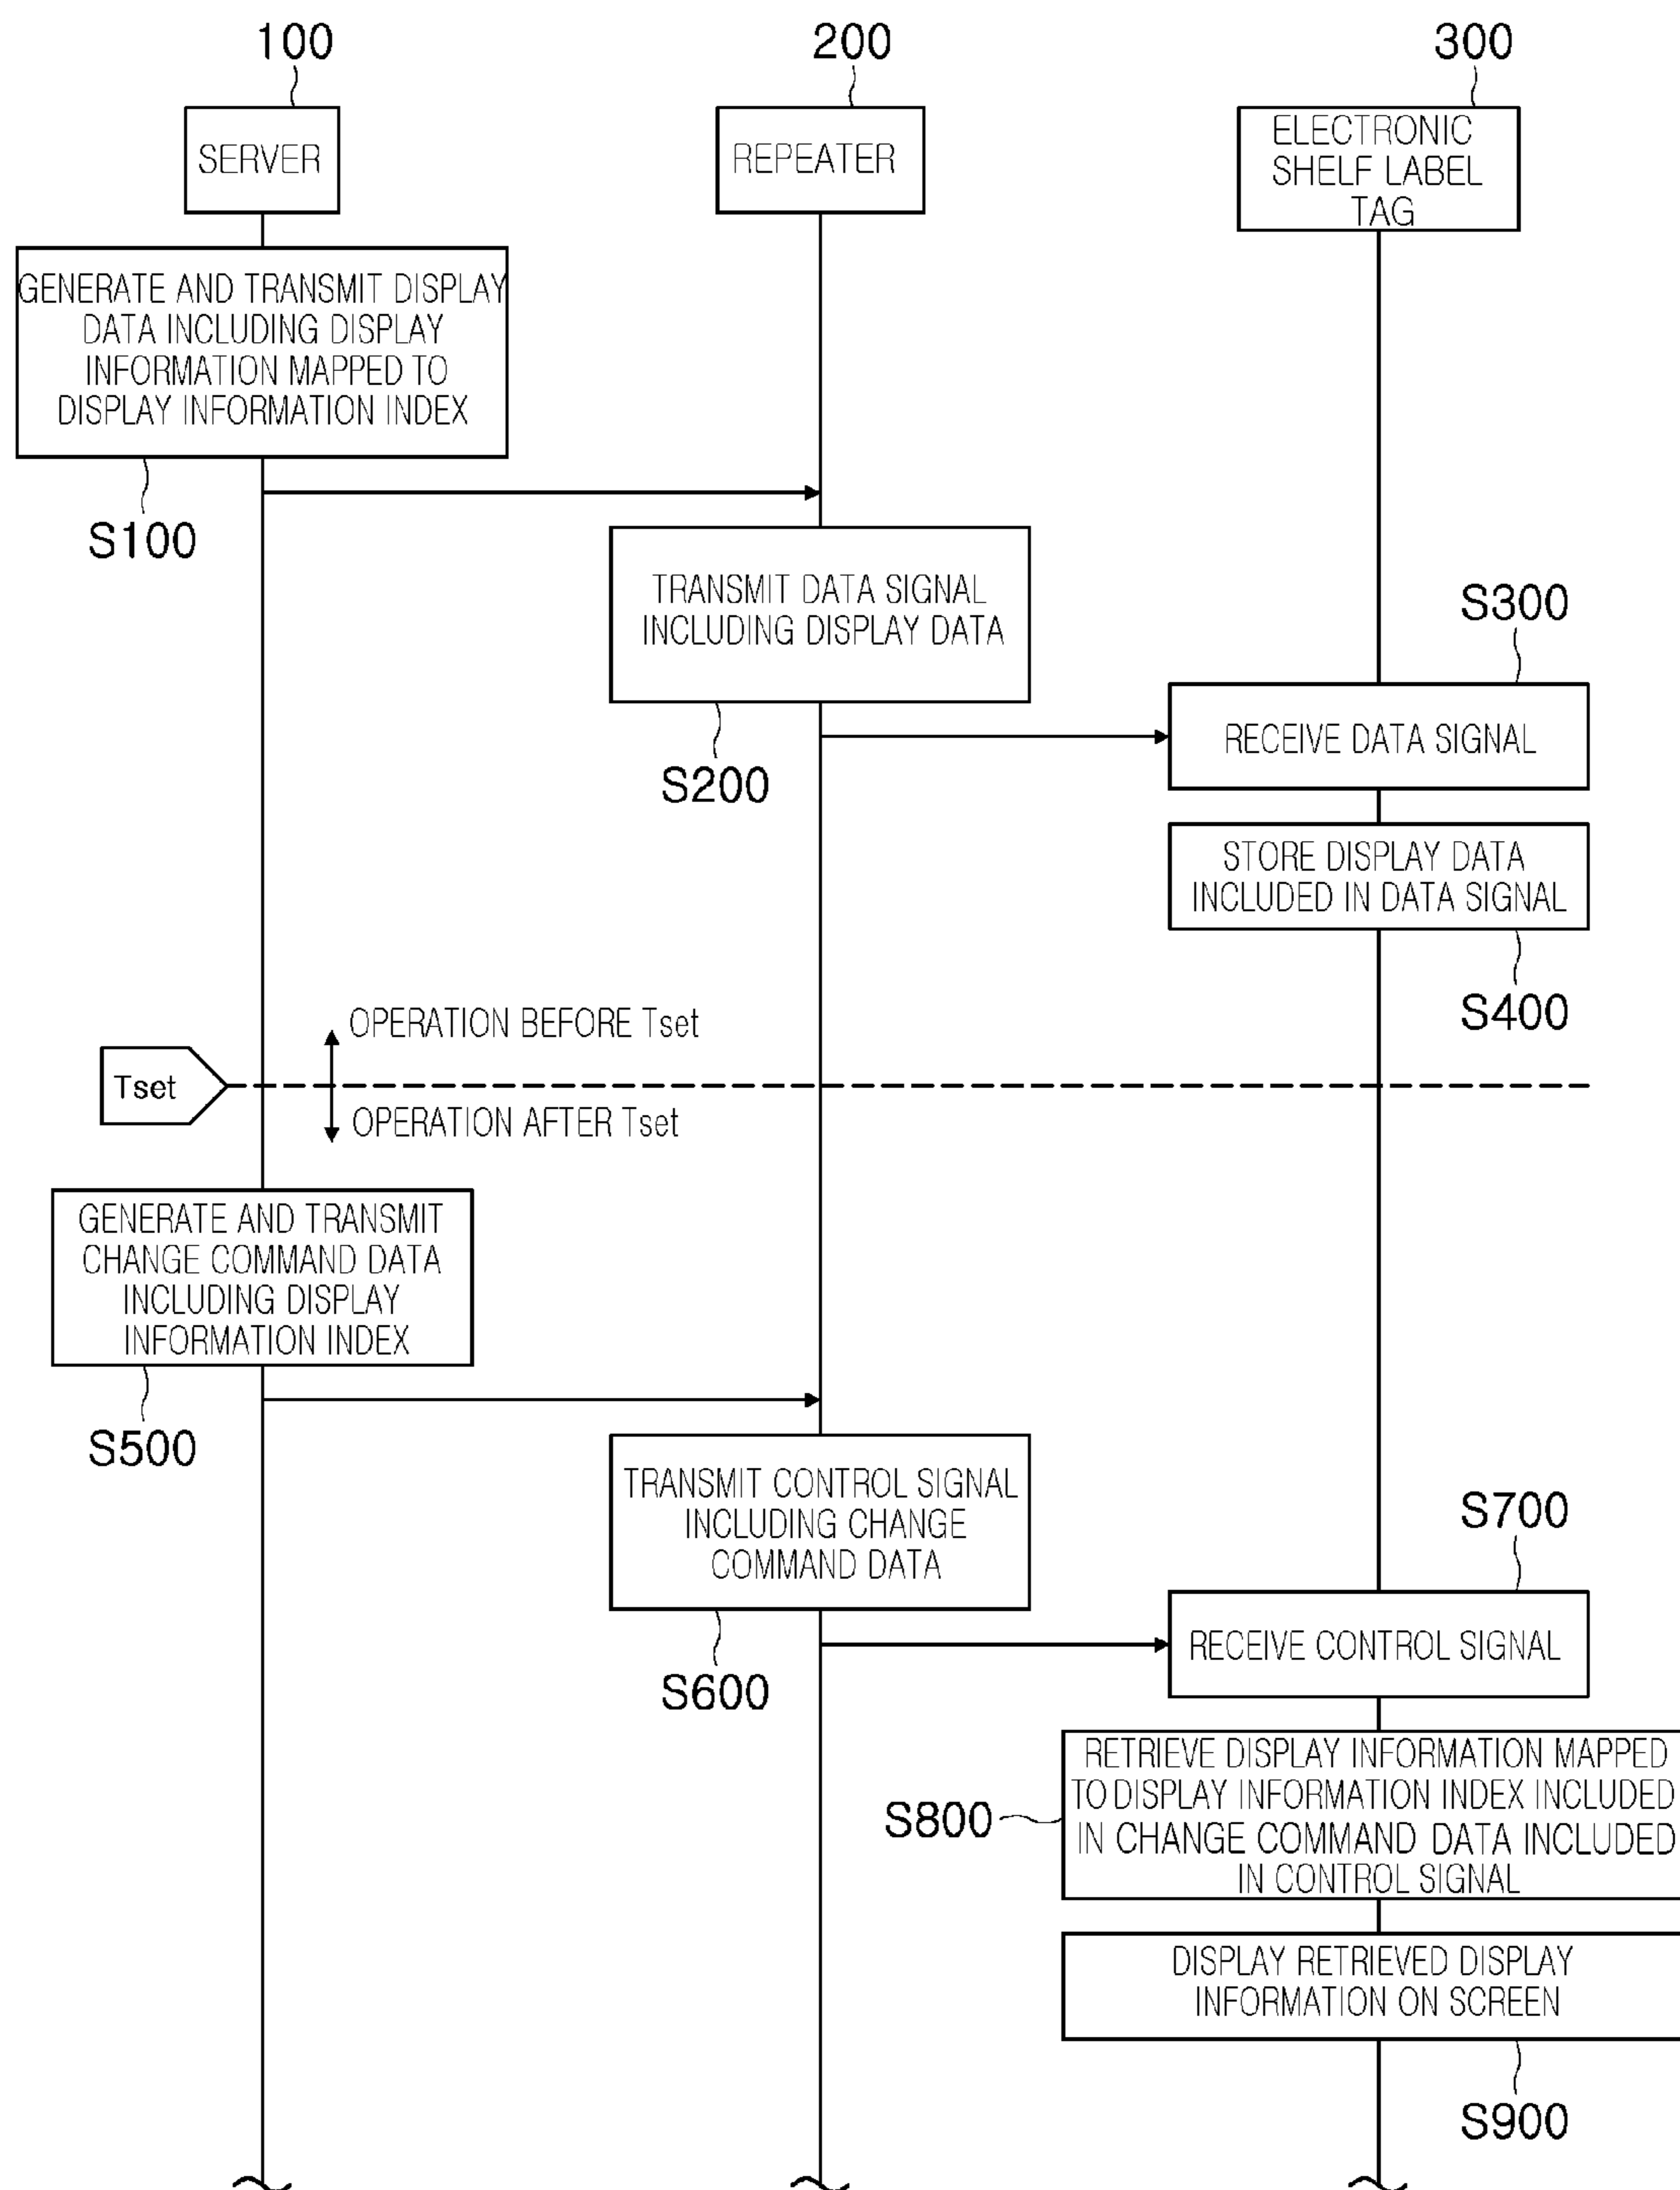 100
200
300
SERVER
REPEATER
ELECTRONIC
SHELF LABEL
TAG
GENERATE AND TRANSMIT DISPLAY
DATA INCLUDING DISPLAY
INFORMATION MAPPED TO
DISPLAY INFORMATION INDEX
S100
TRANSMIT DATA SIGNAL
INCLUDING DISPLAY DATA
S200
S300
RECEIVE DATA SIGNAL
STORE DISPLAY DATA
INCLUDED IN DATA SIGNAL
S400
OPERATION BEFORE Tset
Tset
OPERATION AFTER Tset
GENERATE AND TRANSMIT
CHANGE COMMAND DATA
INCLUDING DISPLAY
INFORMATION INDEX
S500
TRANSMIT CONTROL SIGNAL
INCLUDING CHANGE
COMMAND DATA
S600
S700
RECEIVE CONTROL SIGNAL
RETRIEVE DISPLAY INFORMATION MAPPED
TO DISPLAY INFORMATION INDEX INCLUDED
IN CHANGE COMMAND DATA INCLUDED
IN CONTROL SIGNAL
S800
DISPLAY RETRIEVED DISPLAY
INFORMATION ON SCREEN
S900